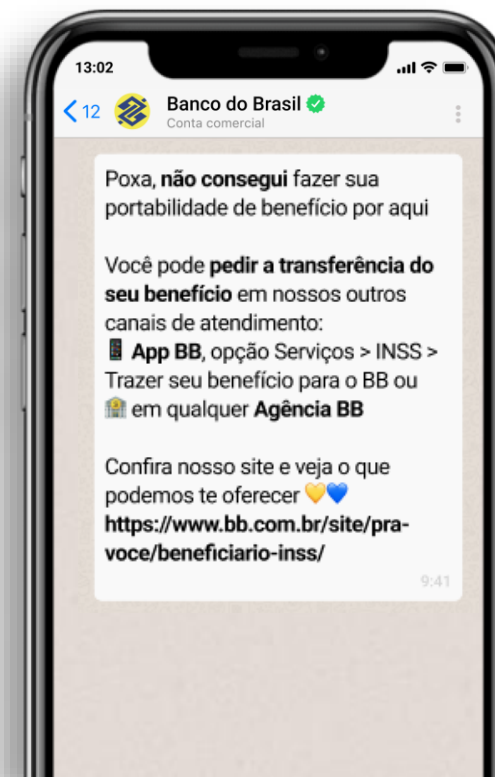 13:02
12
Banco do Brasil
Conta comercial
Poxa, não consegui fazer sua
portabilidade de benefício por aqui
Você pode pedir a transferência do
seu benefício em nossos outros
canais de atendimento:
📱 App BB, opção Serviços > INSS >
Trazer seu benefício para o BB ou
🏦 em qualquer Agência BB
Confira nosso site e veja o que
podemos te oferecer 💛💙
https://www.bb.com.br/site/pra-
voce/beneficiario-inss/
9:41